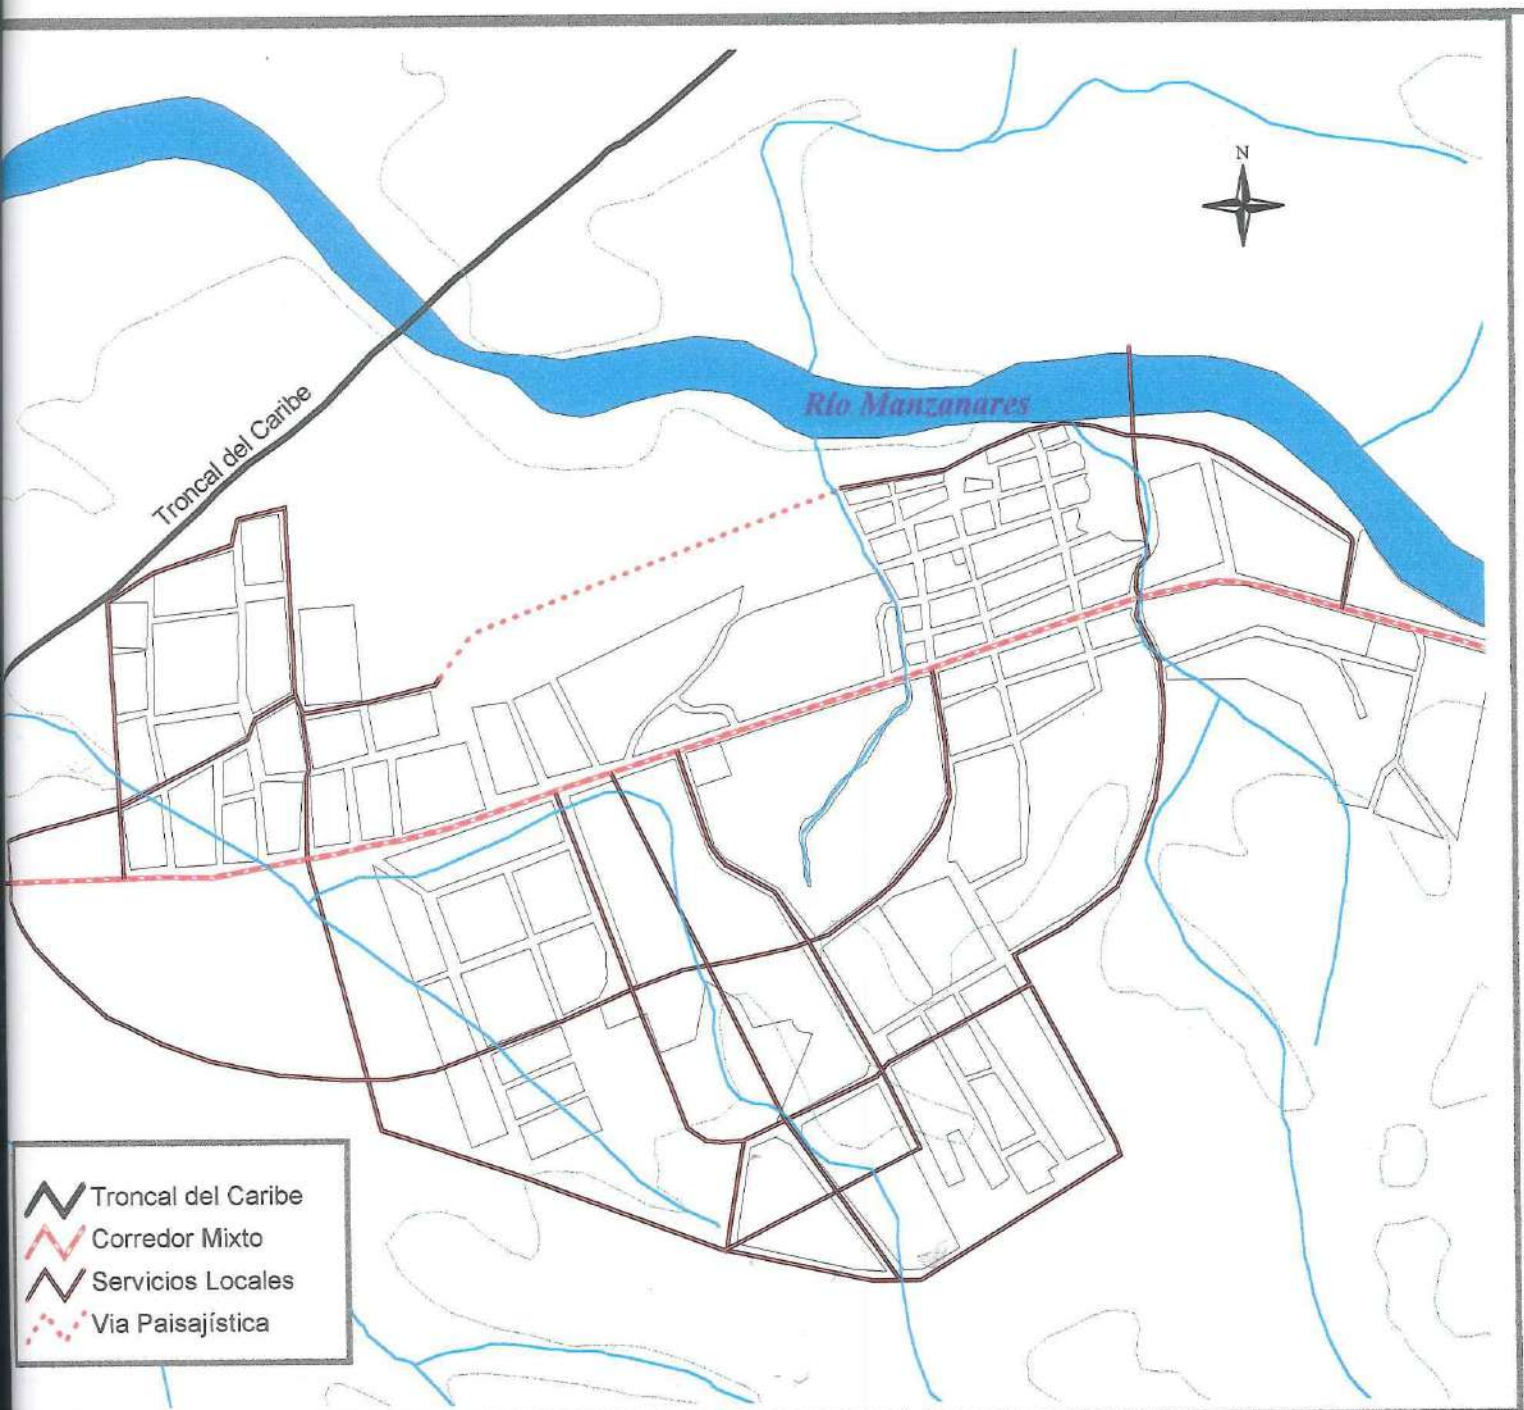 N
Río Manzanares
Troncal del Caribe
Troncal del Caribe
Corredor Mixto
Servicios Locales
Via Paisajística